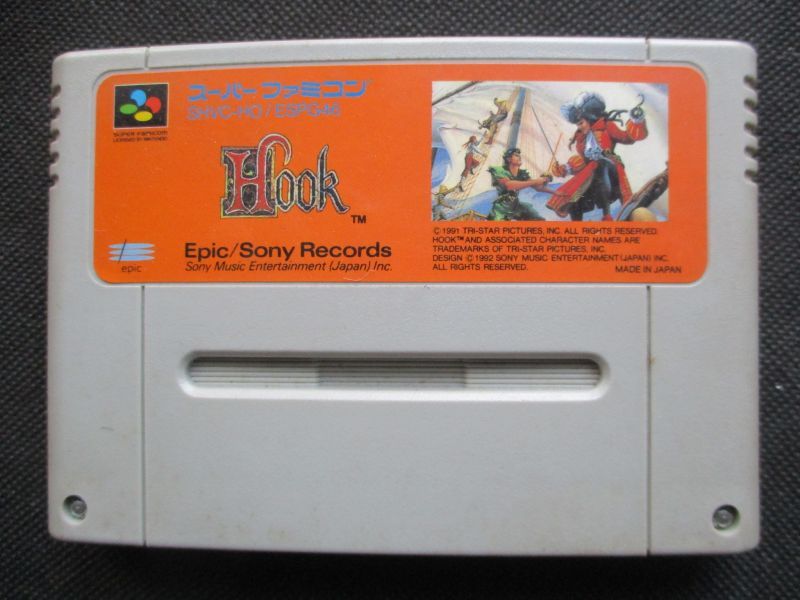 スーパーファミコン
SHVC-HO / ESPG46
SUPER FAMICOM
LICENSED BY NINTENDO
Hook
TM
Epic/Sony Records
Sony Music Entertainment (Japan) Inc.
epic
© 1991 TRI-STAR PICTURES, INC. ALL RIGHTS RESERVED.
HOOK™ AND ASSOCIATED CHARACTER NAMES ARE
TRADEMARKS OF TRI-STAR PICTURES, INC.
DESIGN © 1992 SONY MUSIC ENTERTAINMENT (JAPAN) INC.
ALL RIGHTS RESERVED.
MADE IN JAPAN